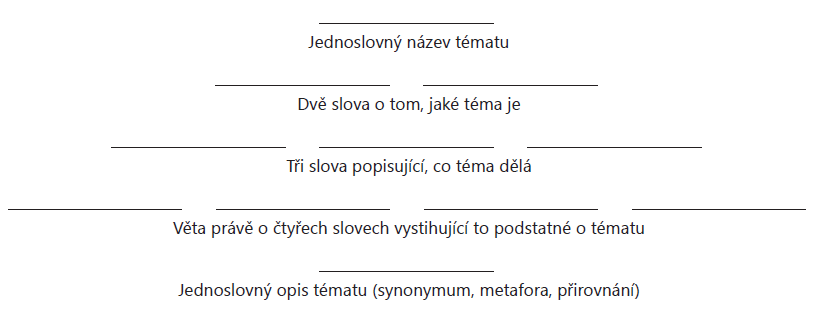 Jednoslovný název tématu
Dvě slova o tom, jaké téma je
Tři slova popisující, co téma dělá
Věta právě o čtyřech slovech vystihující to podstatné o tématu
Jednoslovný opis tématu (synonymum, metafora, přirovnání)